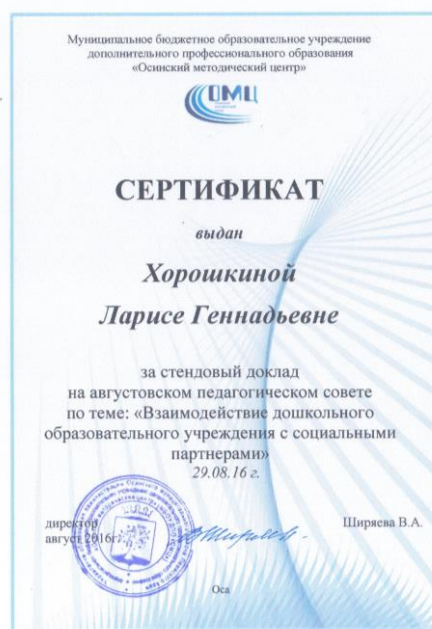 Муниципальное бюджетное образовательное учреждение
дополнительного профессионального образования
«Осинский методический центр»
ОМЦ
СЕРТИФИКАТ
выдан
Хорошкиной
Ларисе Геннадьевне
за стендовый доклад
на августовском педагогическом совете
по теме: «Взаимодействие дошкольного
образовательного учреждения с социальными
партнерами»
29.08.16 г.
директор
Ширяева В.А.
август 2016г.
Оса